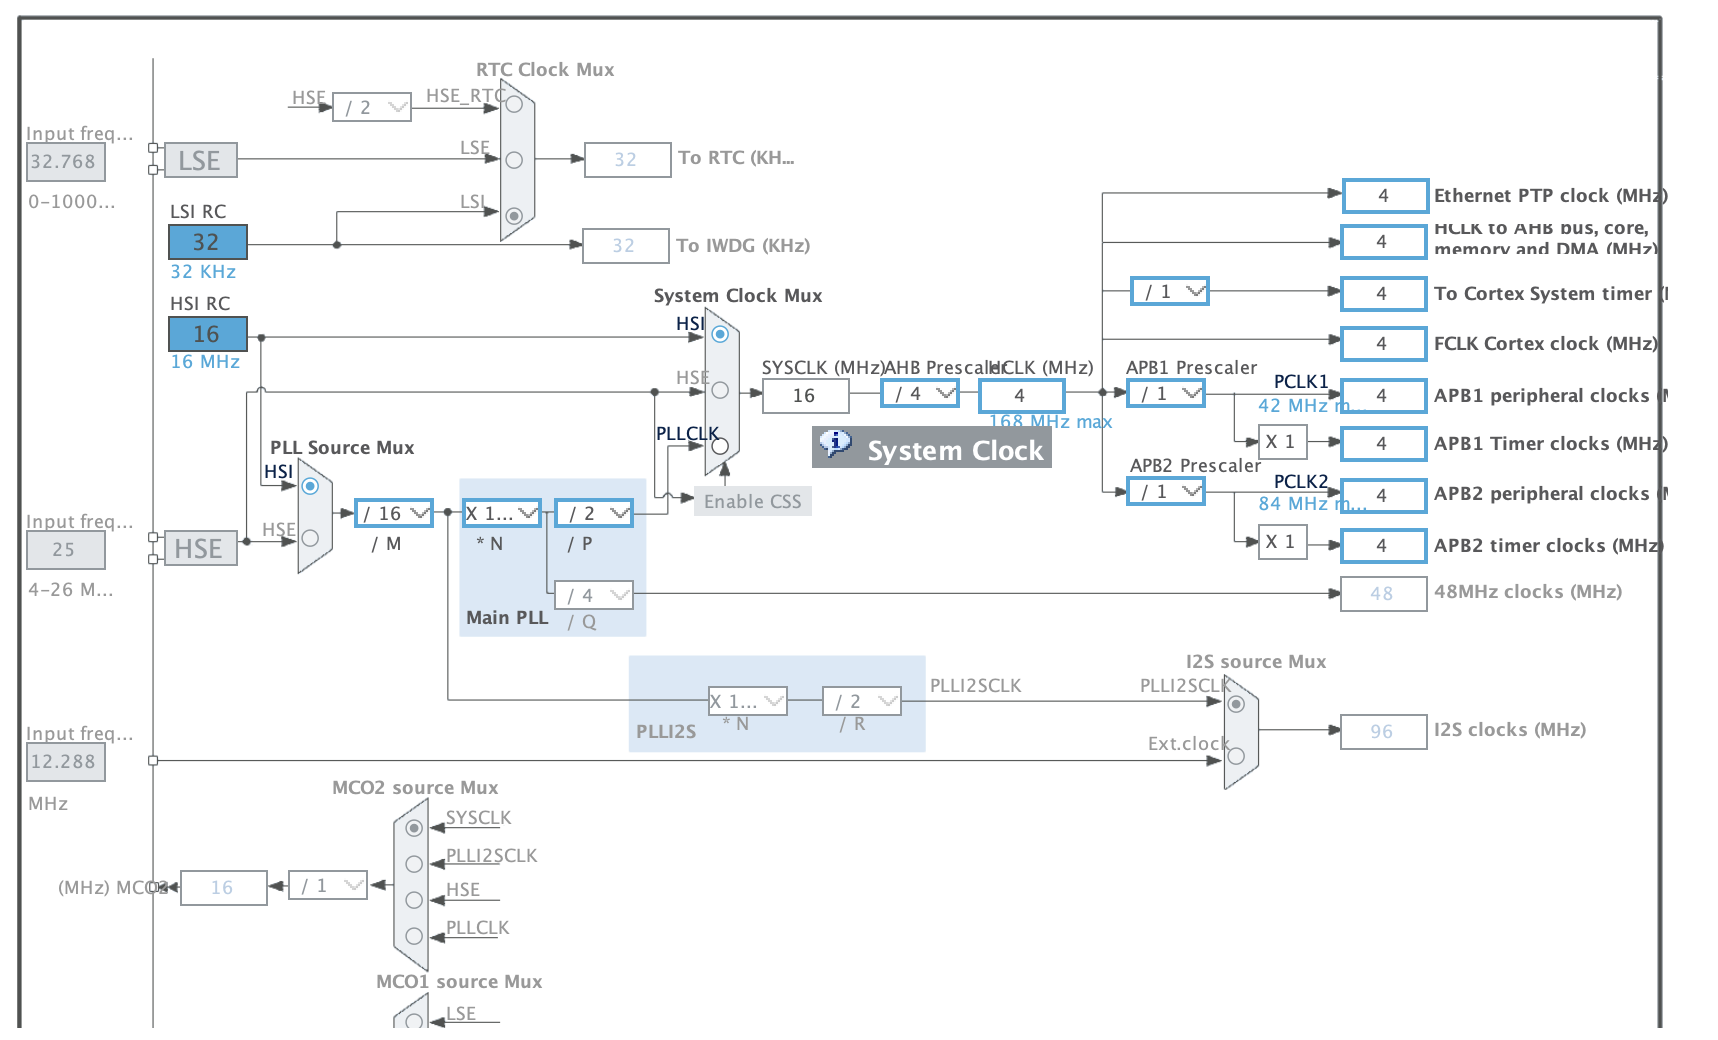 RTC Clock Mux
HSE
/ 2
HSE_RTC
Input freq...
32.768
0-1000...
LSE
LSE
32
To RTC (KH...
LSI RC
LSI
32
32 KHz
32
To IWDG (KHz)
4
Ethernet PTP clock (MHz)
4
HCLK to AHB bus, core,
memory and DMA (MHz)
/ 1
4
To Cortex System timer (
4
FCLK Cortex clock (MHz)
HSI RC
16
16 MHz
System Clock Mux
HSI
HSE
PLLCLK
SYSCLK (MHz)
16
AHB Prescaler
/ 4
HCLK (MHz)
4
168 MHz max
System Clock
Enable CSS
APB1 Prescaler
/ 1
PCLK1
42 MHz m...
4
APB1 peripheral clocks (
X 1
4
APB1 Timer clocks (MHz)
APB2 Prescaler
/ 1
PCLK2
84 MHz m...
4
APB2 peripheral clocks (
X 1
4
APB2 timer clocks (MHz)
PLL Source Mux
HSI
HSE
Input freq...
25
4-26 M...
HSE
/ 16
/ M
X 1...
* N
/ 2
/ P
/ 4
/ Q
Main PLL
48
48MHz clocks (MHz)
X 1...
* N
/ 2
/ R
PLLI2S
PLLI2SCLK
I2S source Mux
PLLI2SCLK
Ext.clock
96
I2S clocks (MHz)
Input freq...
12.288
MHz
MCO2 source Mux
SYSCLK
PLLI2SCLK
HSE
PLLCLK
(MHz) MCO2
16
/ 1
MCO1 source Mux
LSE